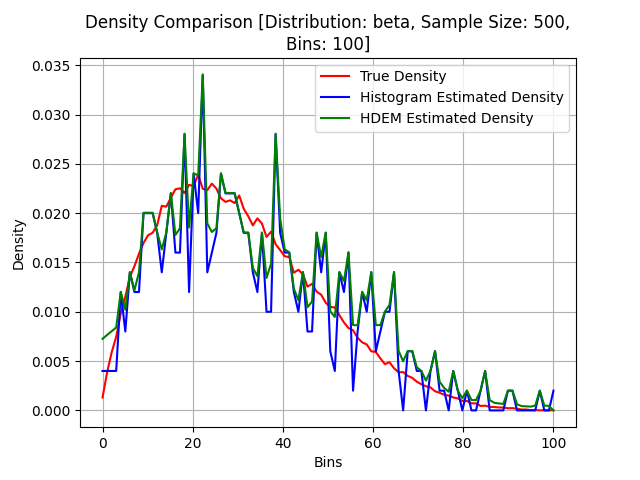 Density Comparison [Distribution: beta, Sample Size: 500,
Bins: 100]
True Density
Histogram Estimated Density
HDEM Estimated Density
Density
0.035
0.030
0.025
0.020
0.015
0.010
0.005
0.000
0 20 40 60 80 100
Bins